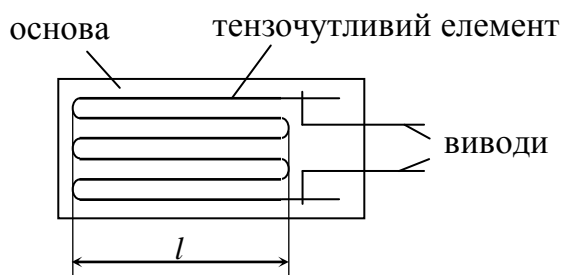 основа
тензочутливий елемент
виводи
l